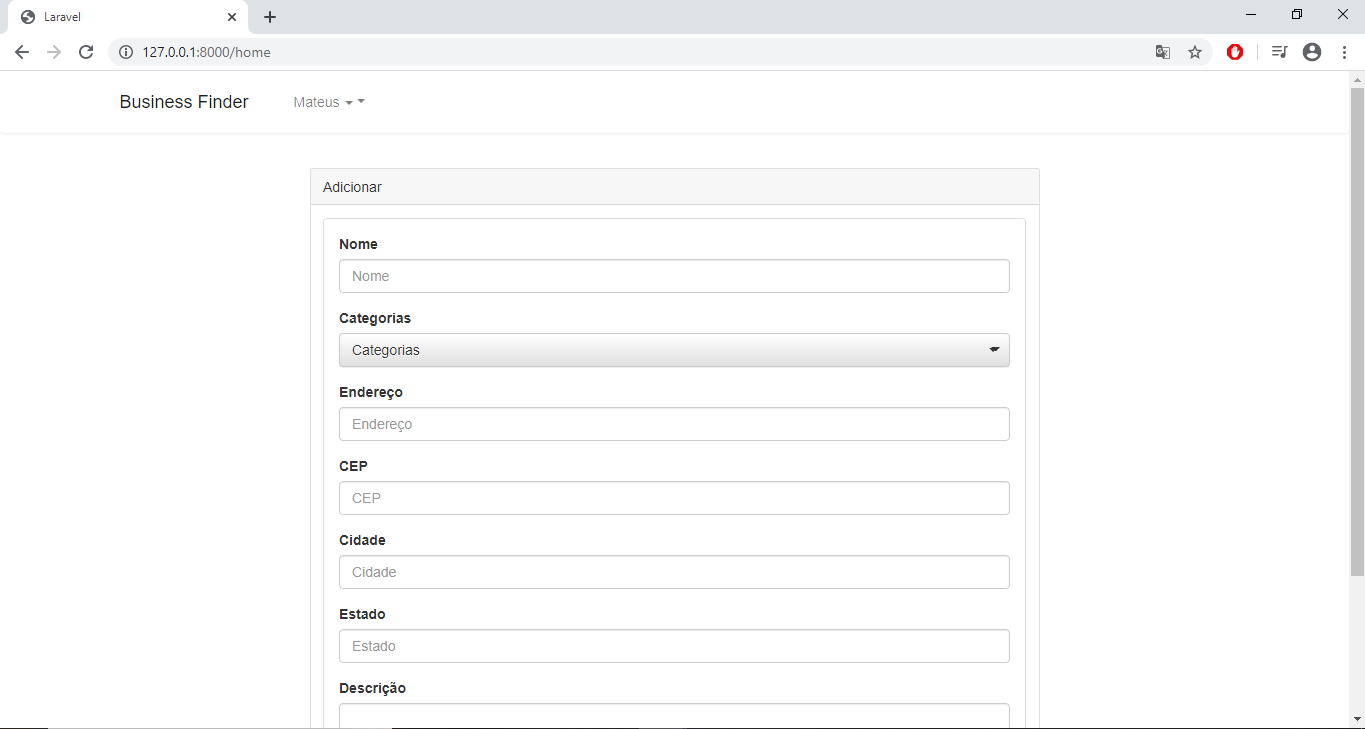 Laravel
127.0.0.1:8000/home
Business Finder Mateus
Adicionar
Nome
Nome
Categorias
Categorias
Endereço
Endereço
CEP
CEP
Cidade
Cidade
Estado
Estado
Descrição